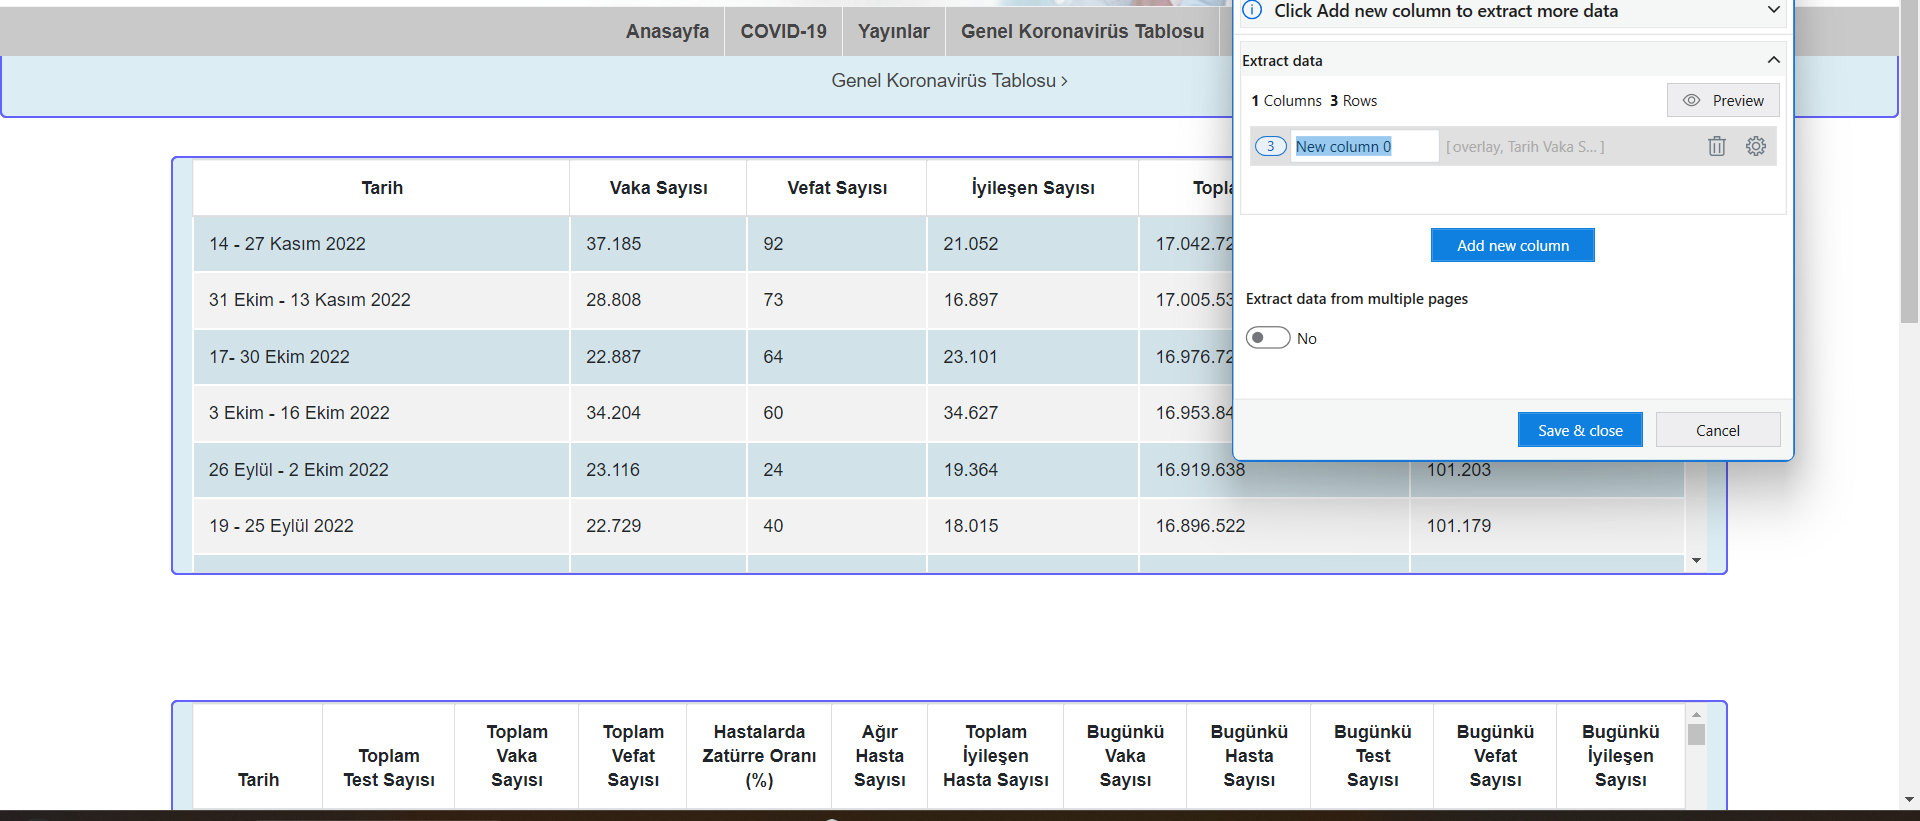 Anasayfa COVID-19 Yayınlar Genel Koronavirüs Tablosu
Genel Koronavirüs Tablosu ›
Click Add new column to extract more data
Extract data
1 Columns 3 Rows
Preview
3 New column 0 [ overlay, Tarih Vaka S... ]
Add new column
Extract data from multiple pages
No
Save & close Cancel
Tarih Vaka Sayısı Vefat Sayısı İyileşen Sayısı
14 - 27 Kasım 2022 37.185 92 21.052 17.042.72
31 Ekim - 13 Kasım 2022 28.808 73 16.897 17.005.53
17- 30 Ekim 2022 22.887 64 23.101 16.976.72
3 Ekim - 16 Ekim 2022 34.204 60 34.627 16.953.84
26 Eylül - 2 Ekim 2022 23.116 24 19.364 16.919.638 101.203
19 - 25 Eylül 2022 22.729 40 18.015 16.896.522 101.179
Tarih
Toplam
Test Sayısı
Toplam
Vaka
Sayısı
Toplam
Vefat
Sayısı
Hastalarda
Zatürre Oranı
(%)
Ağır
Hasta
Sayısı
Toplam
İyileşen
Hasta Sayısı
Bugünkü
Vaka
Sayısı
Bugünkü
Hasta
Sayısı
Bugünkü
Test
Sayısı
Bugünkü
Vefat
Sayısı
Bugünkü
İyileşen
Sayısı